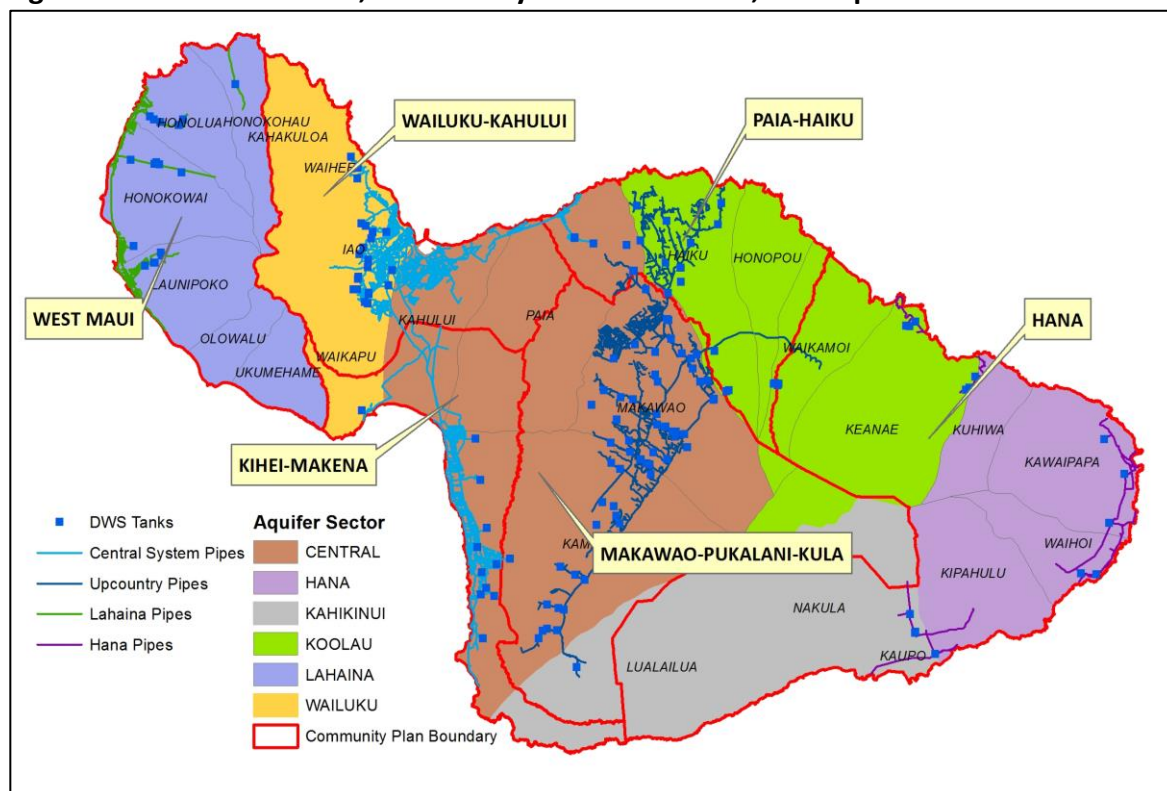 HONOLUA
HONOKOHAU
KAHAKULOA
WAILUKU-KAHULUI
PAIA-HAIKU
WAIHEE
HONOKOWAI
IAO
HAIKU
HONOPOU
LAUNIPOKO
WEST MAUI
HANA
KAHULUI
PAIA
OLOWALU
WAIKAPU
WAIKAMOI
UKUMEHAME
MAKAWAO
KEANAE
KUHIWA
KIHEI-MAKENA
KAWAIPAPA
DWS Tanks
Central System Pipes
Upcountry Pipes
Lahaina Pipes
Hana Pipes
Aquifer Sector
CENTRAL
HANA
KAHIKINUI
KOOLAU
LAHAINA
WAILUKU
Community Plan Boundary
KAM
MAKAWAO-PUKALANI-KULA
WAIHOI
KIPAHULU
NAKULA
LUALAILUA
KAUPO